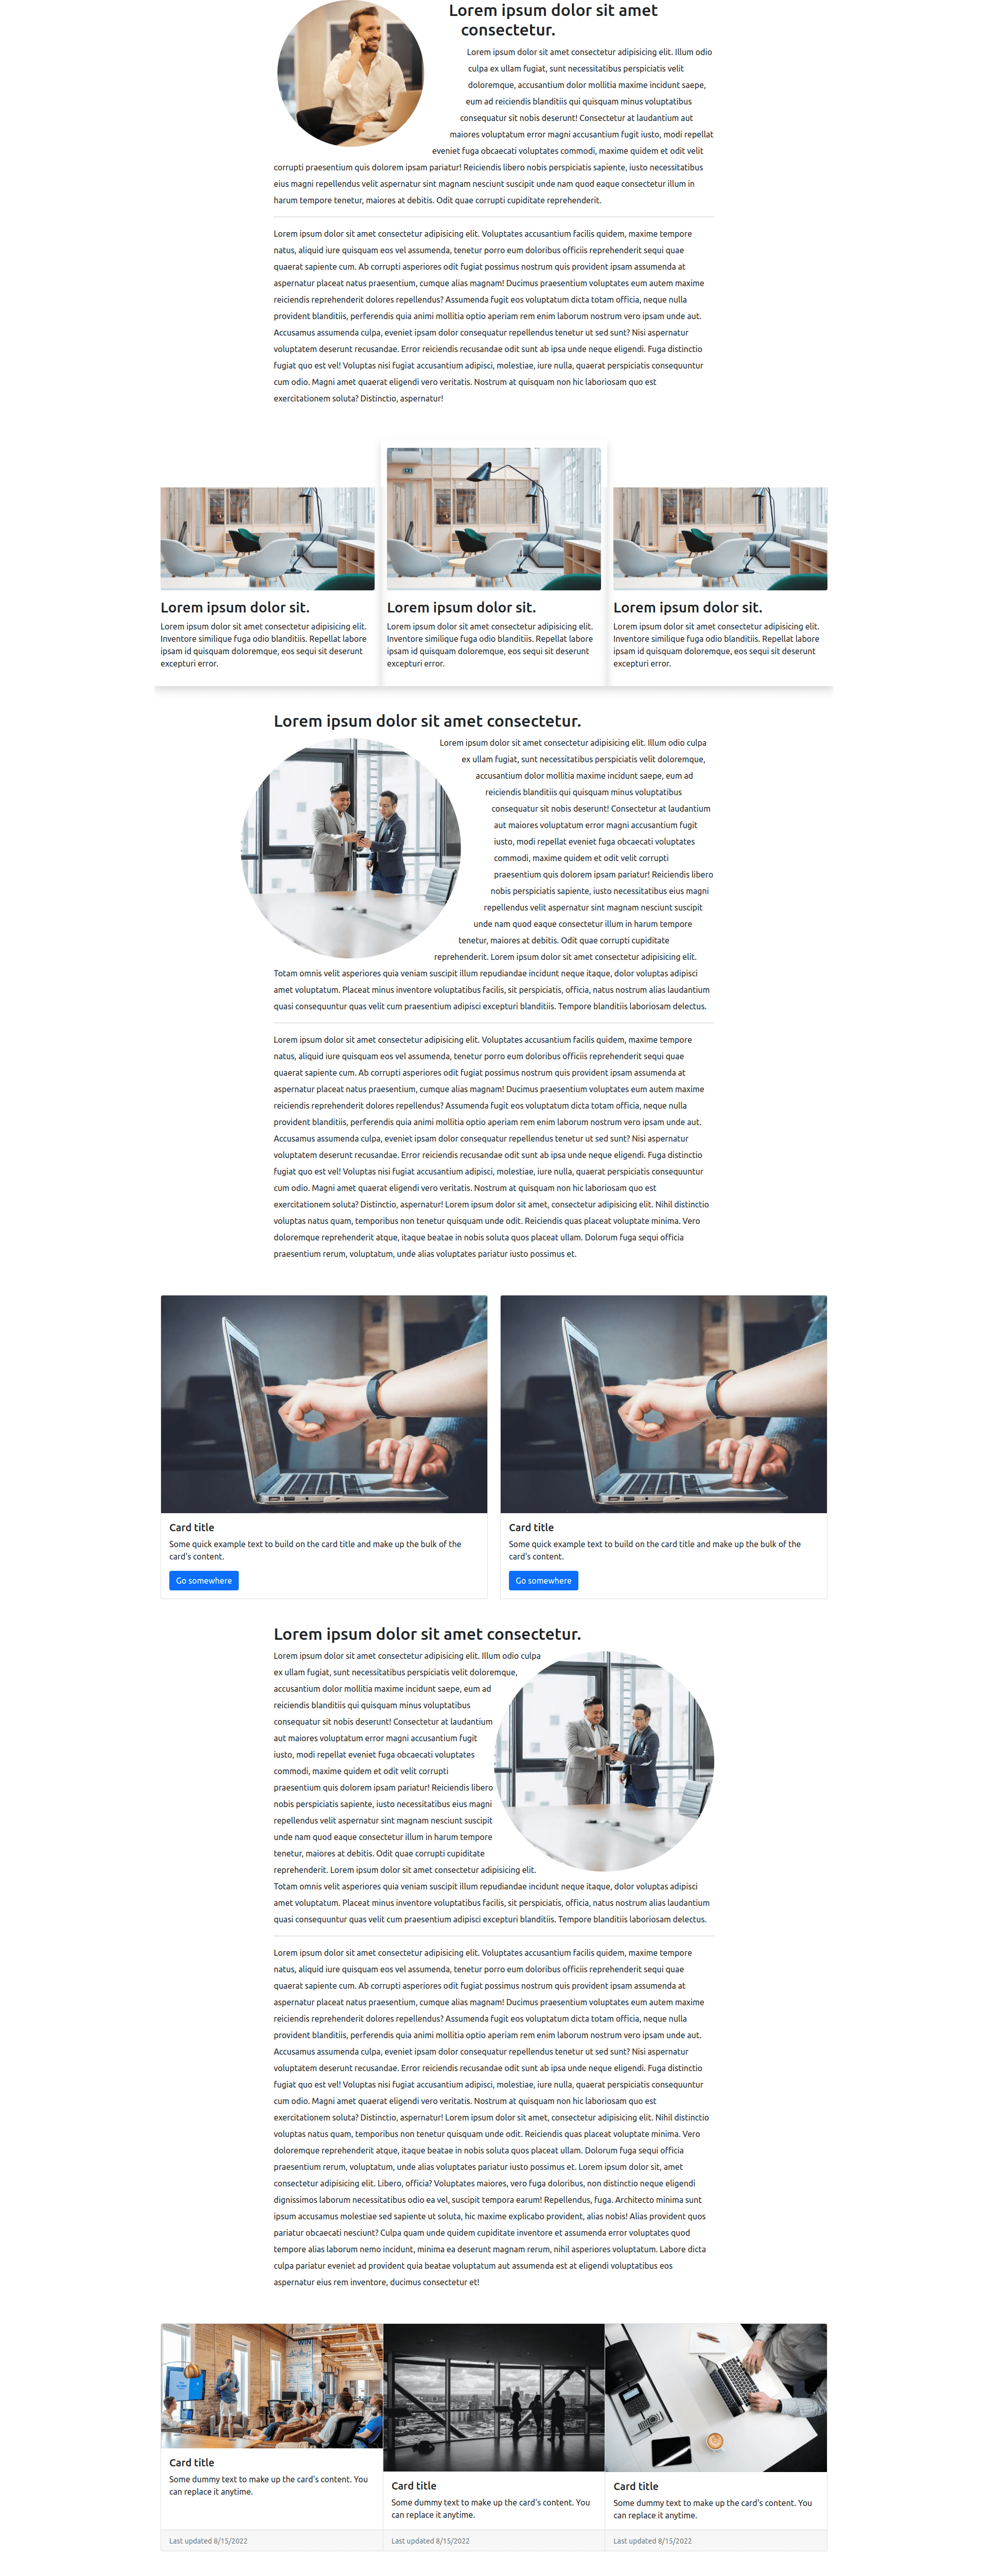 Lorem ipsum dolor sit amet
consectetur.
Lorem ipsum dolor sit amet consectetur adipisicing elit. Illum odio
culpa ex ullam fugiat, sunt necessitatibus perspiciatis velit
doloremque, accusantium dolor mollitia maxime incidunt saepe,
eum ad reiciendis blanditiis qui quisquam minus voluptatibus
consequatur sit nobis deserunt! Consectetur at laudantium aut
maiores voluptatum error magni accusantium fugit iusto, modi repellat
eveniet fuga obcaecati voluptates commodi, maxime quidem et odit velit
corrupti praesentium quis dolorem ipsam pariatur! Reiciendis libero nobis perspiciatis sapiente, iusto necessitatibus
eius magni repellendus velit aspernatur sint magnam nesciunt suscipit unde nam quod eaque consectetur illum in
harum tempore tenetur, maiores at debitis. Odit quae corrupti cupiditate reprehenderit.
Lorem ipsum dolor sit amet consectetur adipisicing elit. Voluptates accusantium facilis quidem, maxime tempore
natus, aliquid iure quisquam eos vel assumenda, tenetur porro eum doloribus officiis reprehenderit sequi quae
quaerat sapiente cum. Ab corrupti asperiores odit fugiat possimus nostrum quis provident ipsam assumenda at
aspernatur placeat natus praesentium, cumque alias magnam! Ducimus praesentium voluptates eum autem maxime
reiciendis reprehenderit dolores repellendus? Assumenda fugit eos voluptatum dicta totam officia, neque nulla
provident blanditiis, perferendis quia animi mollitia optio aperiam rem enim laborum nostrum vero ipsam unde aut.
Accusamus assumenda culpa, eveniet ipsam dolor consequatur repellendus tenetur ut sed sunt? Nisi aspernatur
voluptatem deserunt recusandae. Error reiciendis recusandae odit sunt ab ipsa unde neque eligendi. Fuga distinctio
fugiat quo est vel! Voluptas nisi fugiat accusantium adipisci, molestiae, iure nulla, quaerat perspiciatis consequuntur
cum odio. Magni amet quaerat eligendi vero veritatis. Nostrum at quisquam non hic laboriosam quo est
exercitationem soluta? Distinctio, aspernatur!
Lorem ipsum dolor sit.
Lorem ipsum dolor sit amet consectetur adipisicing elit.
Inventore similique fuga odio blanditiis. Repellat labore
ipsam id quisquam doloremque, eos sequi sit deserunt
excepturi error.
Lorem ipsum dolor sit.
Lorem ipsum dolor sit amet consectetur adipisicing elit.
Inventore similique fuga odio blanditiis. Repellat labore
ipsam id quisquam doloremque, eos sequi sit deserunt
excepturi error.
Lorem ipsum dolor sit.
Lorem ipsum dolor sit amet consectetur adipisicing elit.
Inventore similique fuga odio blanditiis. Repellat labore
ipsam id quisquam doloremque, eos sequi sit deserunt
excepturi error.
Lorem ipsum dolor sit amet consectetur.
Lorem ipsum dolor sit amet consectetur adipisicing elit. Illum odio culpa
ex ullam fugiat, sunt necessitatibus perspiciatis velit doloremque,
accusantium dolor mollitia maxime incidunt saepe, eum ad
reiciendis blanditiis qui quisquam minus voluptatibus
consequatur sit nobis deserunt! Consectetur at laudantium
aut maiores voluptatum error magni accusantium fugit
iusto, modi repellat eveniet fuga obcaecati voluptates
commodi, maxime quidem et odit velit corrupti
praesentium quis dolorem ipsam pariatur! Reiciendis libero
nobis perspiciatis sapiente, iusto necessitatibus eius magni
repellendus velit aspernatur sint magnam nesciunt suscipit
unde nam quod eaque consectetur illum in harum tempore
tenetur, maiores at debitis. Odit quae corrupti cupiditate
reprehenderit. Lorem ipsum dolor sit amet consectetur adipisicing elit.
Totam omnis velit asperiores quia veniam suscipit illum repudiandae incidunt neque itaque, dolor voluptas adipisci
amet voluptatum. Placeat minus inventore voluptatibus facilis, sit perspiciatis, officia, natus nostrum alias laudantium
quasi consequuntur quas velit cum praesentium adipisci excepturi blanditiis. Tempore blanditiis laboriosam delectus.
Lorem ipsum dolor sit amet consectetur adipisicing elit. Voluptates accusantium facilis quidem, maxime tempore
natus, aliquid iure quisquam eos vel assumenda, tenetur porro eum doloribus officiis reprehenderit sequi quae
quaerat sapiente cum. Ab corrupti asperiores odit fugiat possimus nostrum quis provident ipsam assumenda at
aspernatur placeat natus praesentium, cumque alias magnam! Ducimus praesentium voluptates eum autem maxime
reiciendis reprehenderit dolores repellendus? Assumenda fugit eos voluptatum dicta totam officia, neque nulla
provident blanditiis, perferendis quia animi mollitia optio aperiam rem enim laborum nostrum vero ipsam unde aut.
Accusamus assumenda culpa, eveniet ipsam dolor consequatur repellendus tenetur ut sed sunt? Nisi aspernatur
voluptatem deserunt recusandae. Error reiciendis recusandae odit sunt ab ipsa unde neque eligendi. Fuga distinctio
fugiat quo est vel! Voluptas nisi fugiat accusantium adipisci, molestiae, iure nulla, quaerat perspiciatis consequuntur
cum odio. Magni amet quaerat eligendi vero veritatis. Nostrum at quisquam non hic laboriosam quo est
exercitationem soluta? Distinctio, aspernatur! Lorem ipsum dolor sit amet, consectetur adipisicing elit. Nihil distinctio
voluptas natus quam, temporibus non tenetur quisquam unde odit. Reiciendis quas placeat voluptate minima. Vero
doloremque reprehenderit atque, itaque beatae in nobis soluta quos placeat ullam. Dolorum fuga sequi officia
praesentium rerum, voluptatum, unde alias voluptates pariatur iusto possimus et.
Card title
Some quick example text to build on the card title and make up the bulk of the
card's content.
Go somewhere
Card title
Some quick example text to build on the card title and make up the bulk of the
card's content.
Go somewhere
Lorem ipsum dolor sit amet consectetur.
Lorem ipsum dolor sit amet consectetur adipisicing elit. Illum odio culpa
ex ullam fugiat, sunt necessitatibus perspiciatis velit doloremque,
accusantium dolor mollitia maxime incidunt saepe, eum ad
reiciendis blanditiis qui quisquam minus voluptatibus
consequatur sit nobis deserunt! Consectetur at laudantium
aut maiores voluptatum error magni accusantium fugit
iusto, modi repellat eveniet fuga obcaecati voluptates
commodi, maxime quidem et odit velit corrupti
praesentium quis dolorem ipsam pariatur! Reiciendis libero
nobis perspiciatis sapiente, iusto necessitatibus eius magni
repellendus velit aspernatur sint magnam nesciunt suscipit
unde nam quod eaque consectetur illum in harum tempore
tenetur, maiores at debitis. Odit quae corrupti cupiditate
reprehenderit. Lorem ipsum dolor sit amet consectetur adipisicing elit.
Totam omnis velit asperiores quia veniam suscipit illum repudiandae incidunt neque itaque, dolor voluptas adipisci
amet voluptatum. Placeat minus inventore voluptatibus facilis, sit perspiciatis, officia, natus nostrum alias laudantium
quasi consequuntur quas velit cum praesentium adipisci excepturi blanditiis. Tempore blanditiis laboriosam delectus.
Lorem ipsum dolor sit amet consectetur adipisicing elit. Voluptates accusantium facilis quidem, maxime tempore
natus, aliquid iure quisquam eos vel assumenda, tenetur porro eum doloribus officiis reprehenderit sequi quae
quaerat sapiente cum. Ab corrupti asperiores odit fugiat possimus nostrum quis provident ipsam assumenda at
aspernatur placeat natus praesentium, cumque alias magnam! Ducimus praesentium voluptates eum autem maxime
reiciendis reprehenderit dolores repellendus? Assumenda fugit eos voluptatum dicta totam officia, neque nulla
provident blanditiis, perferendis quia animi mollitia optio aperiam rem enim laborum nostrum vero ipsam unde aut.
Accusamus assumenda culpa, eveniet ipsam dolor consequatur repellendus tenetur ut sed sunt? Nisi aspernatur
voluptatem deserunt recusandae. Error reiciendis recusandae odit sunt ab ipsa unde neque eligendi. Fuga distinctio
fugiat quo est vel! Voluptas nisi fugiat accusantium adipisci, molestiae, iure nulla, quaerat perspiciatis consequuntur
cum odio. Magni amet quaerat eligendi vero veritatis. Nostrum at quisquam non hic laboriosam quo est
exercitationem soluta? Distinctio, aspernatur! Lorem ipsum dolor sit amet, consectetur adipisicing elit. Nihil distinctio
voluptas natus quam, temporibus non tenetur quisquam unde odit. Reiciendis quas placeat voluptate minima. Vero
doloremque reprehenderit atque, itaque beatae in nobis soluta quos placeat ullam. Dolorum fuga sequi officia
praesentium rerum, voluptatum, unde alias voluptates pariatur iusto possimus et. Lorem ipsum dolor sit, amet
consectetur adipisicing elit. Libero, officia? Voluptates maiores, vero fuga doloribus, non distinctio neque eligendi
dignissimos laborum necessitatibus odio ea vel, suscipit tempora earum! Repellendus, fuga. Architecto minima sunt
ipsum accusamus molestiae sed sapiente ut soluta, hic maxime explicabo provident, alias nobis! Alias provident quos
pariatur obcaecati nesciunt? Culpa quam unde quidem cupiditate inventore et assumenda error voluptates quod
tempore alias laborum nemo incidunt, minima ea deserunt magnam rerum, nihil asperiores voluptatum. Labore dicta
culpa pariatur eveniet ad provident quia beatae voluptatum aut assumenda est at eligendi voluptatibus eos
aspernatur eius rem inventore, ducimus consectetur et!
Card title
Some dummy text to make up the card's content. You
can replace it anytime.
Last updated 8/15/2022
Card title
Some dummy text to make up the card's content. You
can replace it anytime.
Last updated 8/15/2022
Card title
Some dummy text to make up the card's content. You
can replace it anytime.
Last updated 8/15/2022